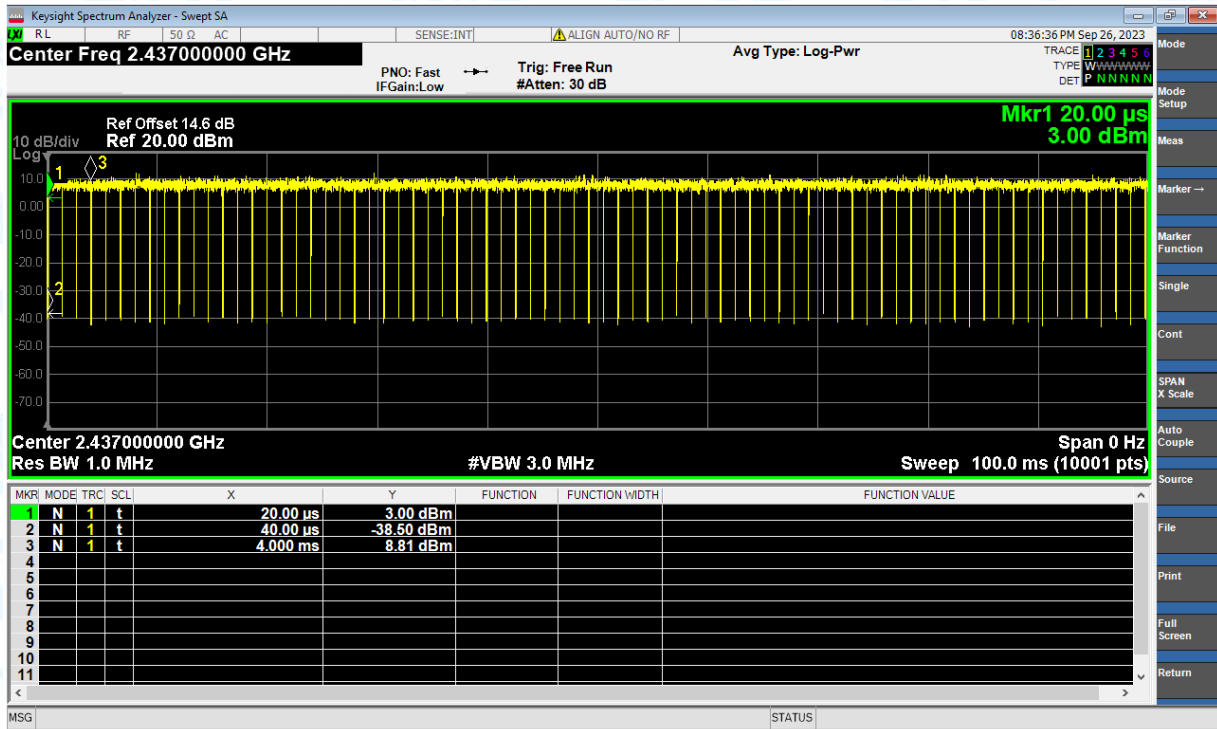 Keysight Spectrum Analyzer - Swept SA
LXI RL RF 50 Ω AC SENSE:INT ALIGN AUTO/NO RF 08:36:36 PM Sep 26, 2023
Center Freq 2.437000000 GHz
Avg Type: Log-Pwr
TRACE 1 2 3 4 5 6
PNO: Fast Trig: Free Run
TYPE WWWWWWW
IFGain:Low #Atten: 30 dB
DET P N N N N N
Mkr1 20.00 µs
3.00 dBm
Ref Offset 14.6 dB
10 dB/div Ref 20.00 dBm
Log
1
3
10.0
0.00
-10.0
-20.0
-30.0
2
-40.0
-50.0
-60.0
-70.0
Center 2.437000000 GHz Span 0 Hz
Res BW 1.0 MHz #VBW 3.0 MHz Sweep 100.0 ms (10001 pts)
MKR MODE TRC SCL X Y FUNCTION FUNCTION WIDTH FUNCTION VALUE
1 N 1 t 20.00 µs 3.00 dBm
2 N 1 t 40.00 µs -38.50 dBm
3 N 1 t 4.000 ms 8.81 dBm
4
5
6
7
8
9
10
11
MSG STATUS
Mode
Mode
Setup
Meas
Marker →
Marker
Function
Single
Cont
SPAN
X Scale
Auto
Couple
Source
File
Print
Full
Screen
Return